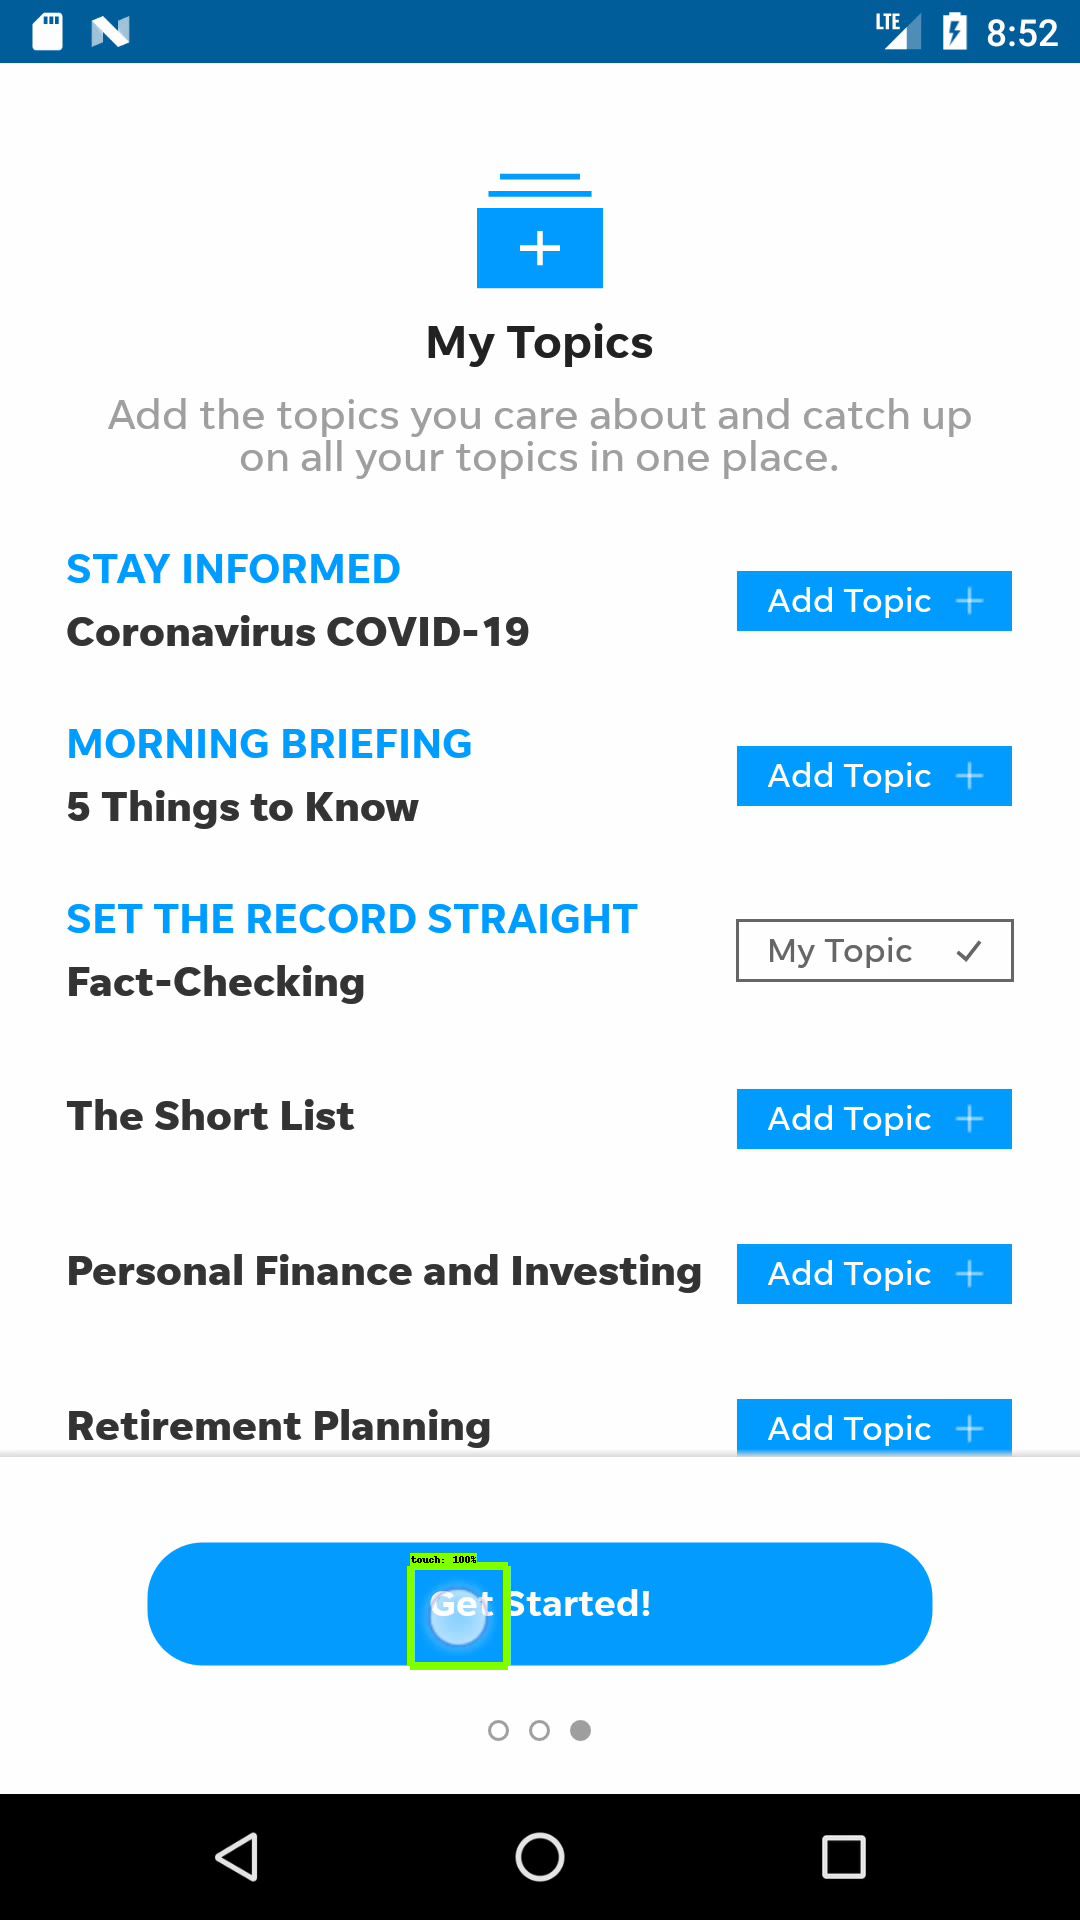 LTE 8:52
My Topics
Add the topics you care about and catch up
on all your topics in one place.
STAY INFORMED
Coronavirus COVID-19
Add Topic
MORNING BRIEFING
5 Things to Know
Add Topic
SET THE RECORD STRAIGHT
Fact-Checking
My Topic
The Short List
Add Topic
Personal Finance and Investing
Add Topic
Retirement Planning
Add Topic
touch: 100%
Get Started!